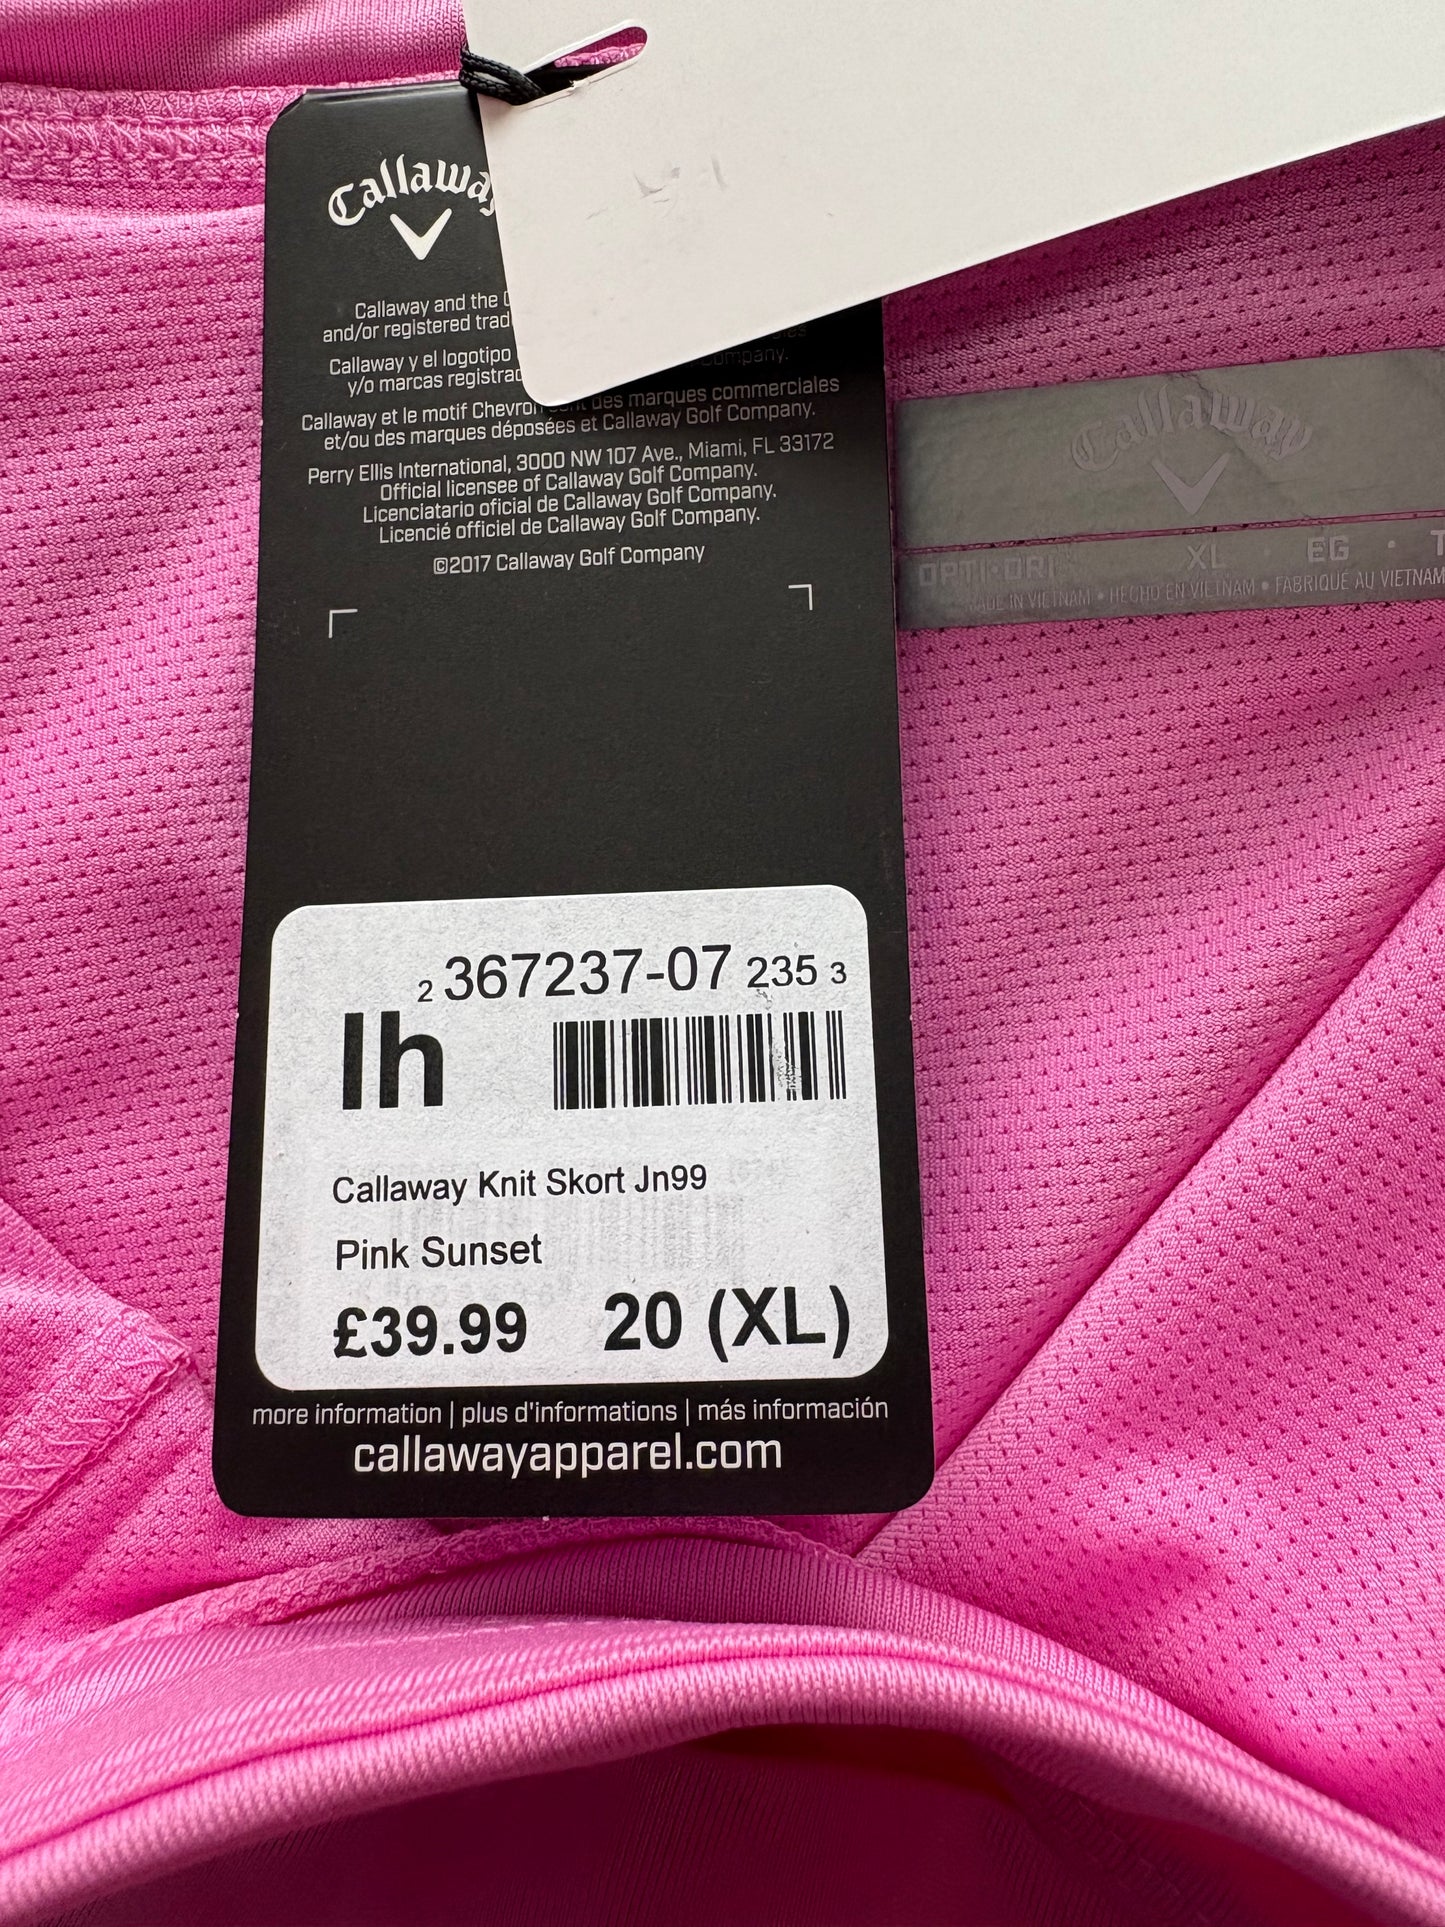 Callaway
Callaway and the
and/or registered
Callaway y el logotipo
y/o marcas
Company.
Callaway et le motif Chevron sont des marques commerciales
et/ou des marques déposées et Callaway Golf Company.
Perry Ellis International, 3000 NW 107 Ave., Miami, FL 33172
Official licensee of Callaway Golf Company.
Licenciatario oficial de Callaway Golf Company.
Licencié officiel de Callaway Golf Company.
©2017 Callaway Golf Company
2 367237-07 235 3
lh
Callaway Knit Skort Jn99
Pink Sunset
£39.99 20 (XL)
more information | plus d'informations | más información
callawayapparel.com
Callaway
OPTI•DRI XL • EG •
MADE IN VIETNAM • HECHO EN VIETNAM • FABRIQUÉ AU VIETNAM